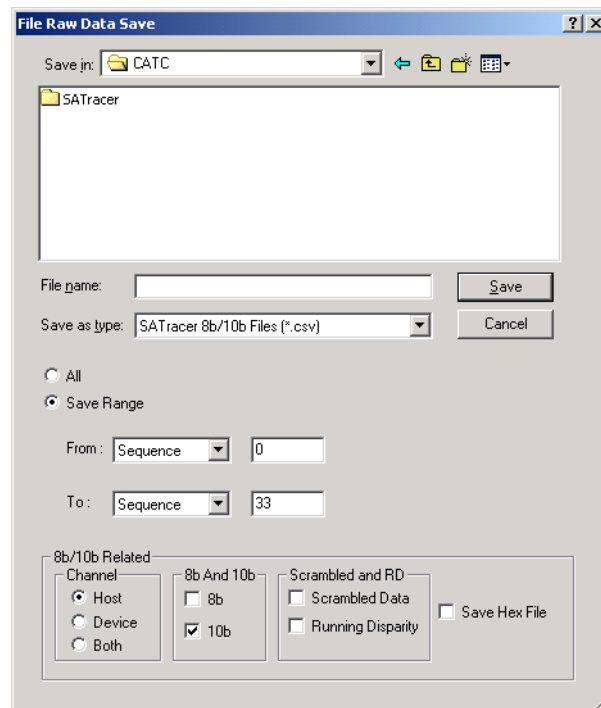 File Raw Data Save
Save in: CATC
SATracer
File name: Save
Save as type: SATracer 8b/10b Files (*.csv) Cancel
All
Save Range
From : Sequence 0
To : Sequence 33
8b/10b Related
Channel 8b And 10b Scrambled and RD
Host 8b Scrambled Data Save Hex File
Device 10b Running Disparity
Both